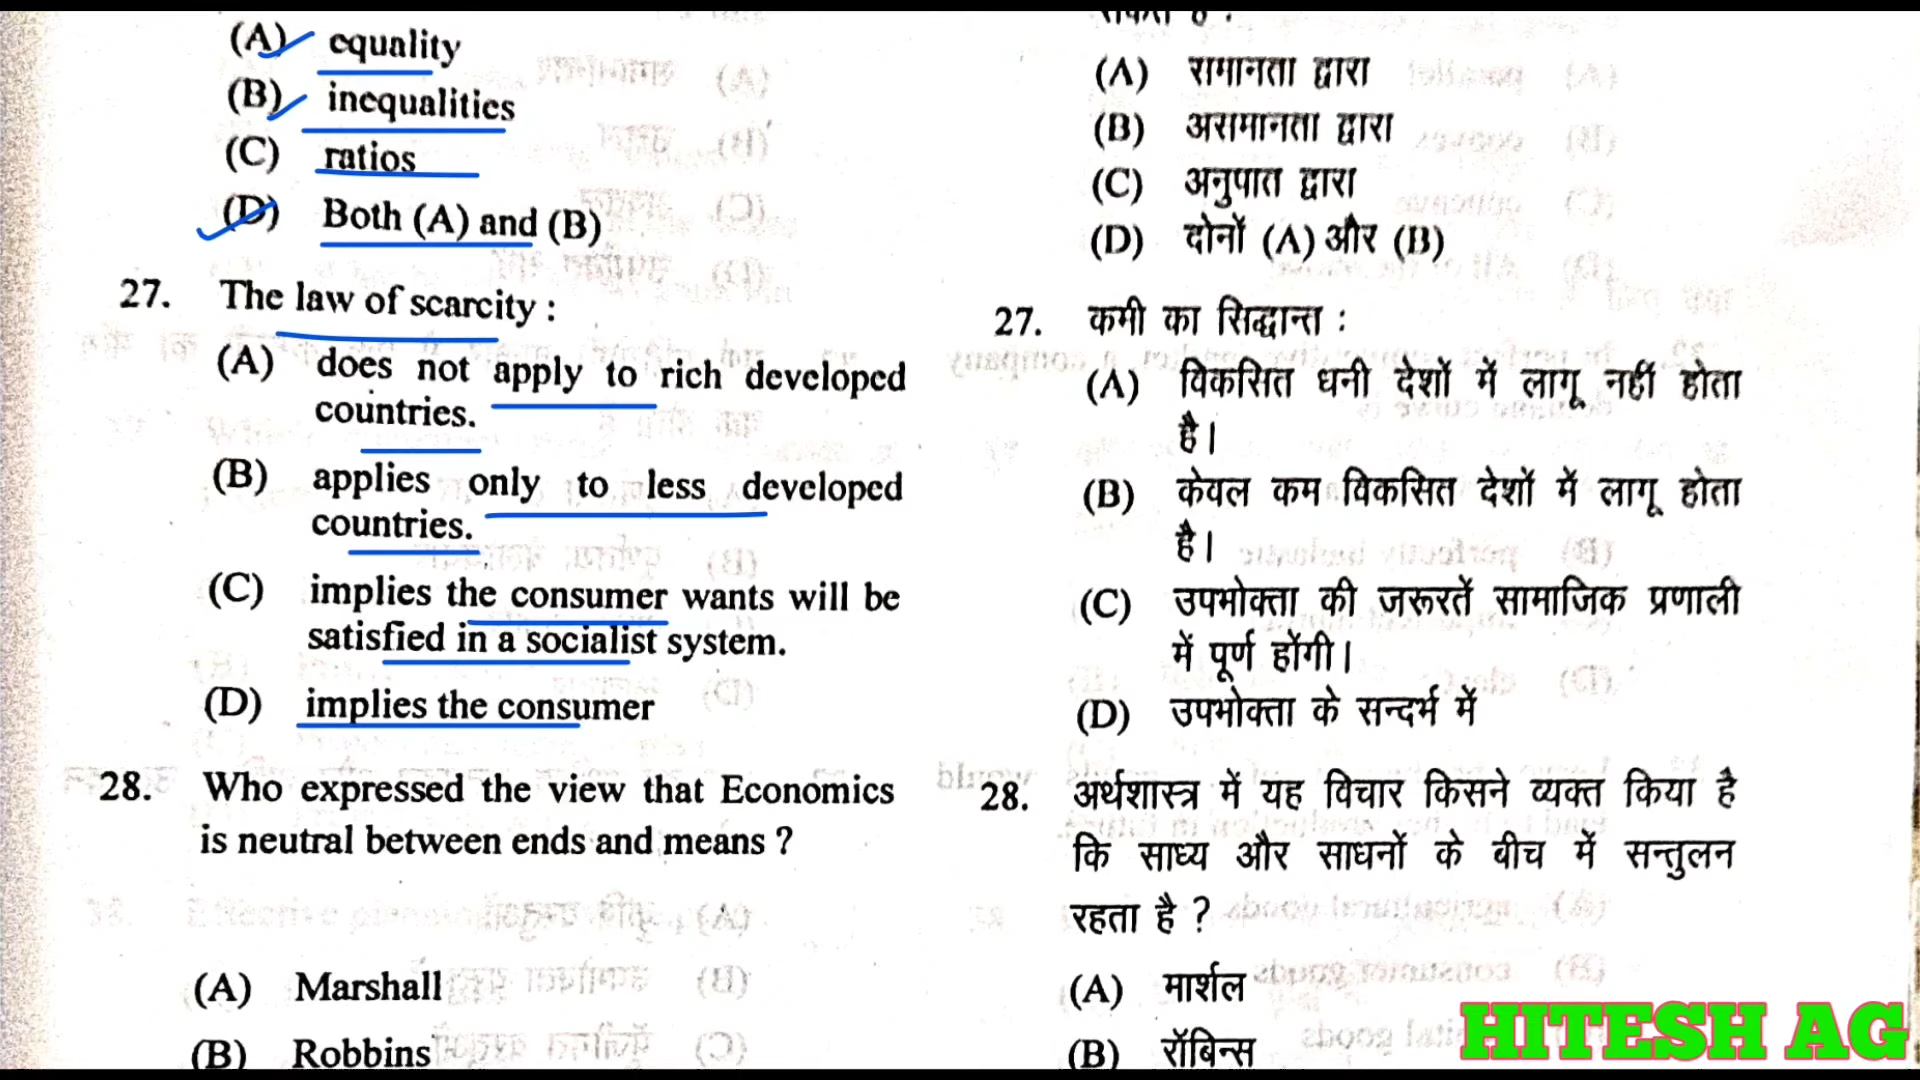 (A) equality
(B) inequalities
(C) ratios
(D) Both (A) and (B)
27. The law of scarcity :
(A) does not apply to rich developed
countries.
(B) applies only to less developed
countries.
(C) implies the consumer wants will be
satisfied in a socialist system.
(D) implies the consumer
28. Who expressed the view that Economics
is neutral between ends and means ?
(A) Marshall
(B) Robbins
(A) समानता द्वारा
(B) असमानता द्वारा
(C) अनुपात द्वारा
(D) दोनों (A) और (B)
27. कमी का सिद्धान्त :
(A) विकसित धनी देशों में लागू नहीं होता
है।
(B) केवल कम विकसित देशों में लागू होता
है।
(C) उपभोक्ता की जरूरतें सामाजिक प्रणाली
में पूर्ण होंगी।
(D) उपभोक्ता के सन्दर्भ में
28. अर्थशास्त्र में यह विचार किसने व्यक्त किया है
कि साध्य और साधनों के बीच में सन्तुलन
रहता है ?
(A) मार्शल
(B) रॉबिन्स
HITESH AG